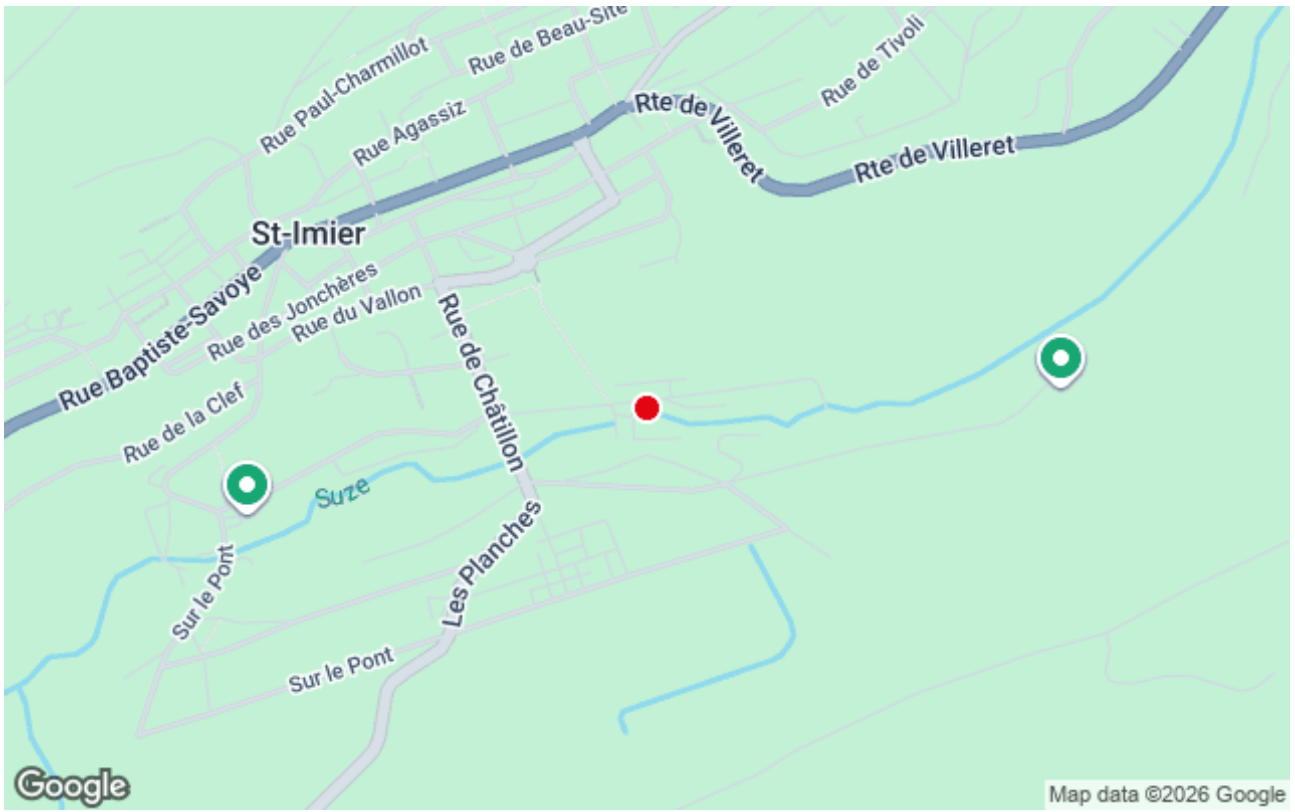 Rue de Beau-Site
Rue Paul-Charmillot
Rue de Tivoli
Rue Agassiz
Rte de Villeret
Rte de Villeret
St-Imier
Rue des Jonchères
Rue du Vallon
Rue Baptiste-Savoye
Rue de Châtillon
Rue de la Clef
Suze
Les Planches
Sur le Pont
Sur le Pont
Google
Map data ©2026 Google